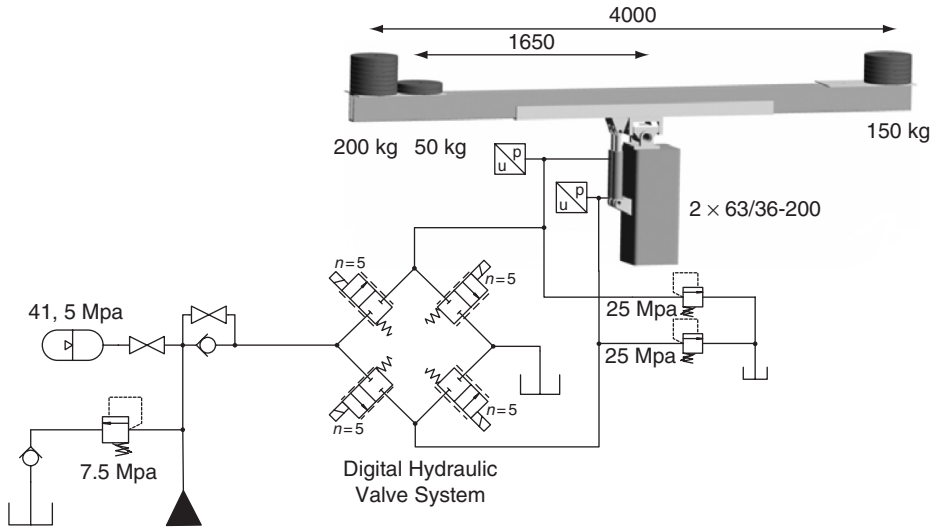 4000
1650
200 kg 50 kg
150 kg
p
u
p
u
2 × 63/36-200
n=5
n=5
41, 5 Mpa
25 Mpa
25 Mpa
n=5
n=5
7.5 Mpa
Digital Hydraulic
Valve System